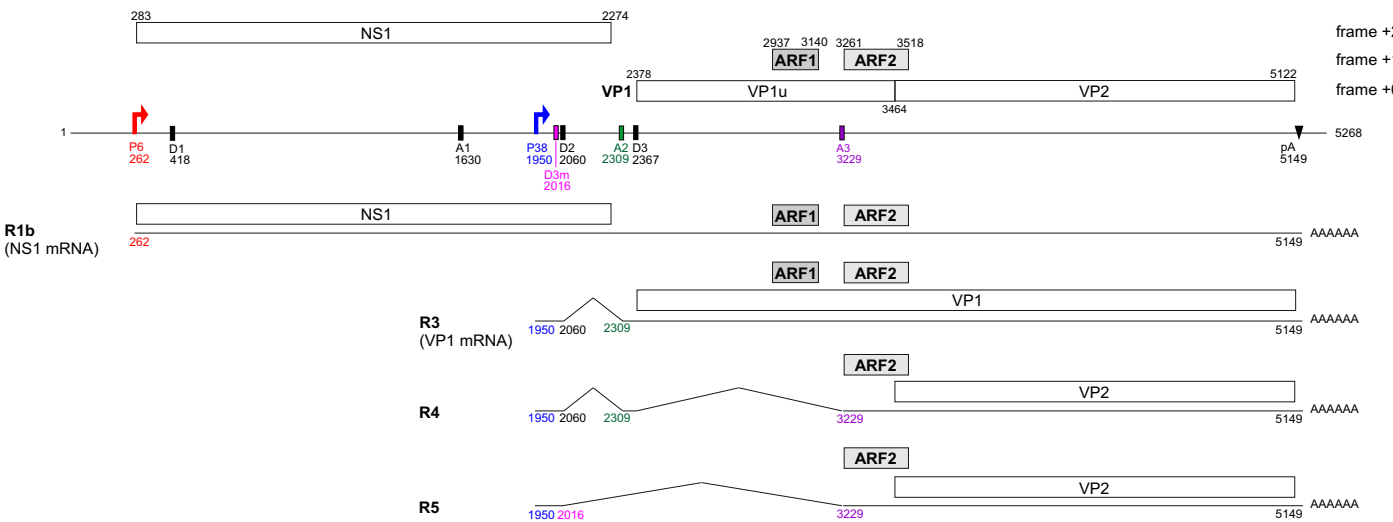 283 2274
NS1 frame +2
2937 3140 3261 3518
ARF1 ARF2 frame +1
2378 5122
VP1 VP1u VP2 frame +0
3464
1 5268
P6 D1 A1 P38 D2 A2 D3 A3 pA
262 418 1630 1950 2060 2309 2367 3229 5149
D3m
2016
NS1 ARF1 ARF2
R1b
(NS1 mRNA) 262 5149 AAAAAA
ARF1 ARF2
VP1
R3 1950 2060 2309 5149 AAAAAA
(VP1 mRNA)
ARF2
VP2
R4 1950 2060 2309 3229 5149 AAAAAA
ARF2
VP2
R5 1950 2016 3229 5149 AAAAAA